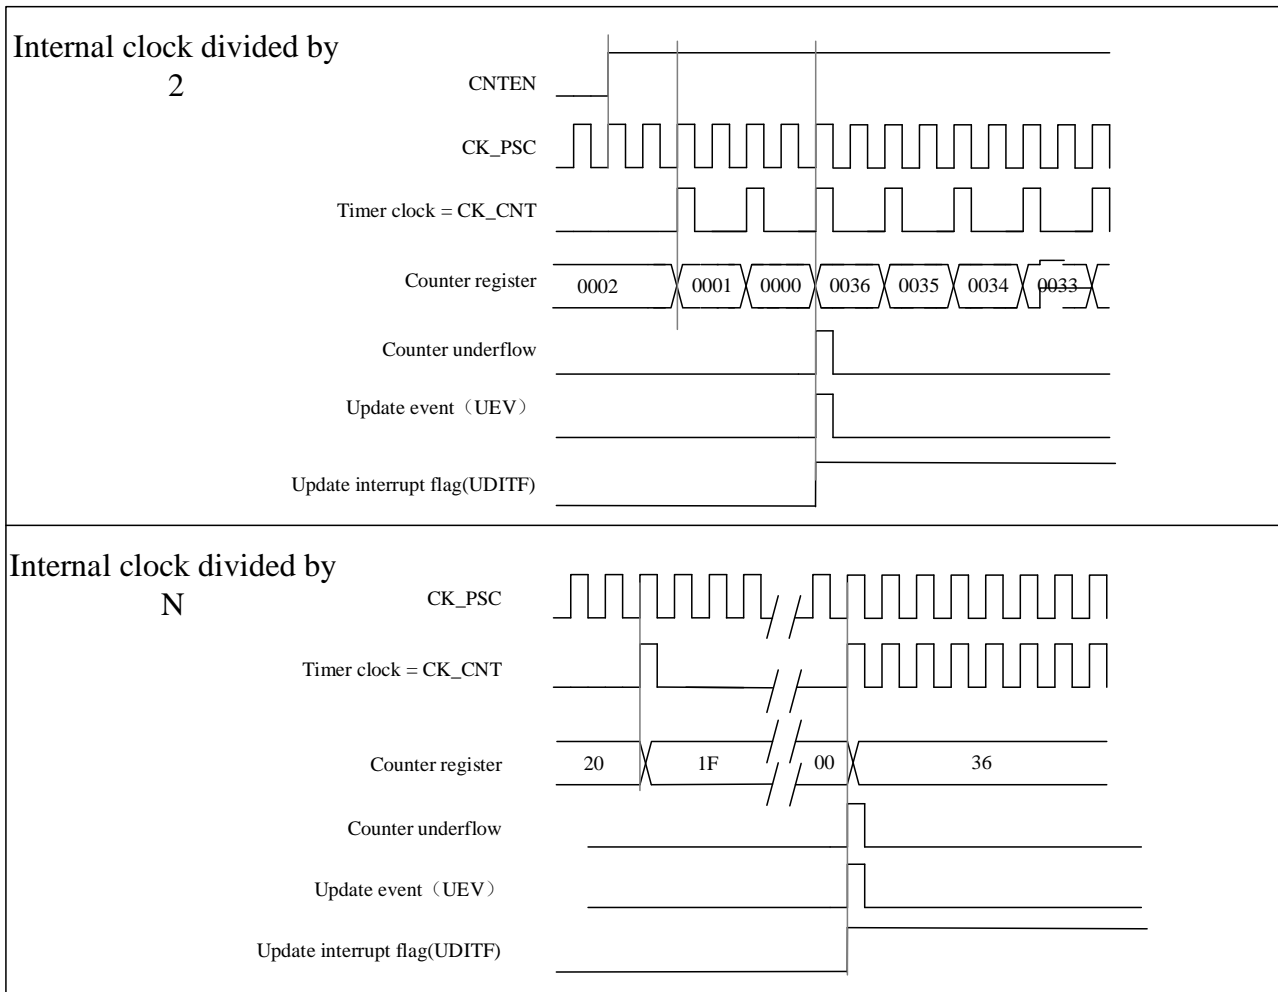 Internal clock divided by
2
CNTEN
CK_PSC
Timer clock = CK_CNT
Counter register
0002
0001
0000
0036
0035
0034
0033
Counter underflow
Update event（UEV）
Update interrupt flag(UDITF)
Internal clock divided by
N
CK_PSC
Timer clock = CK_CNT
Counter register
20
1F
00
36
Counter underflow
Update event（UEV）
Update interrupt flag(UDITF)